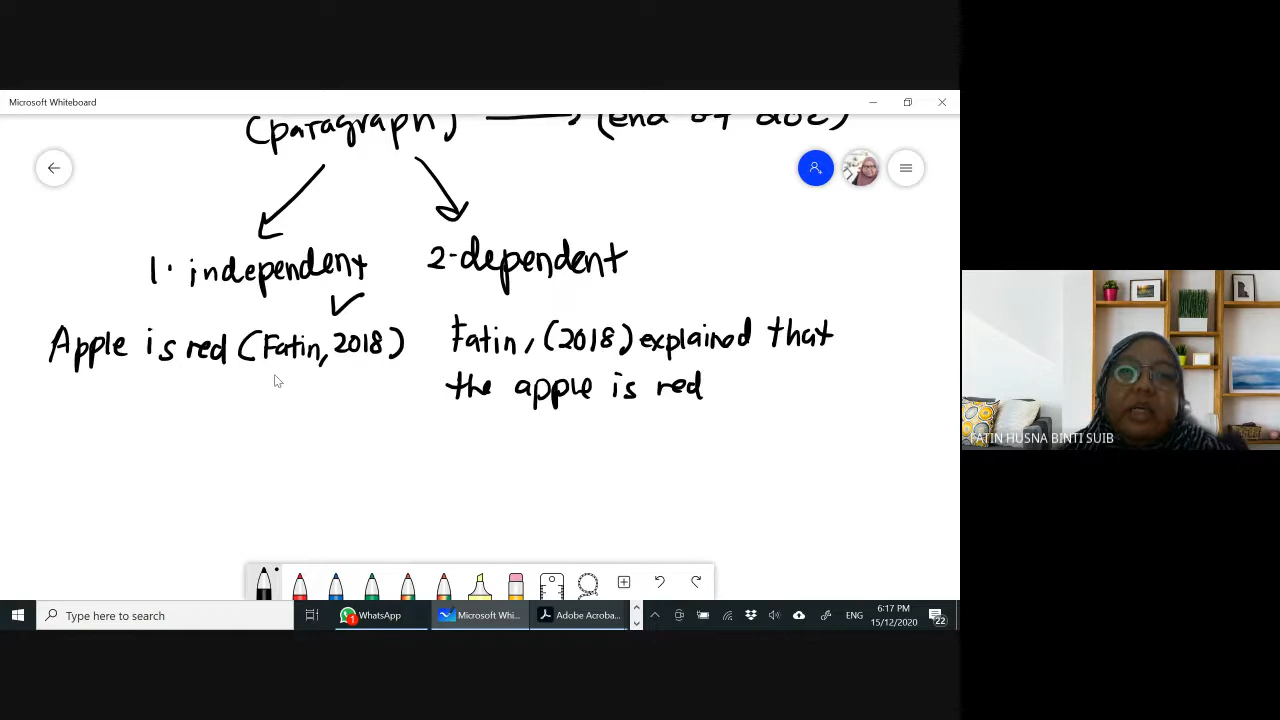 Microsoft Whiteboard
(paragraph) (end of doc)
1. independent
2-dependent
Apple is red (Fatin, 2018)
Fatin, (2018) explained that
the apple is red
FATIN HUSNA BINTI SUIB
Type here to search
1
WhatsApp
Microsoft Whi...
Adobe Acroba...
ENG
6:17 PM
15/12/2020
22